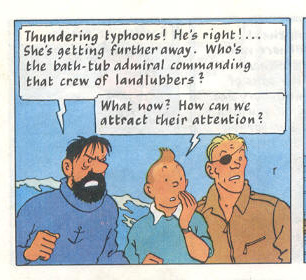 Thundering typhoons! He's right!...
She's getting further away. Who's
the bath-tub admiral commanding
that crew of landlubbers?
What now? How can we
attract their attention?